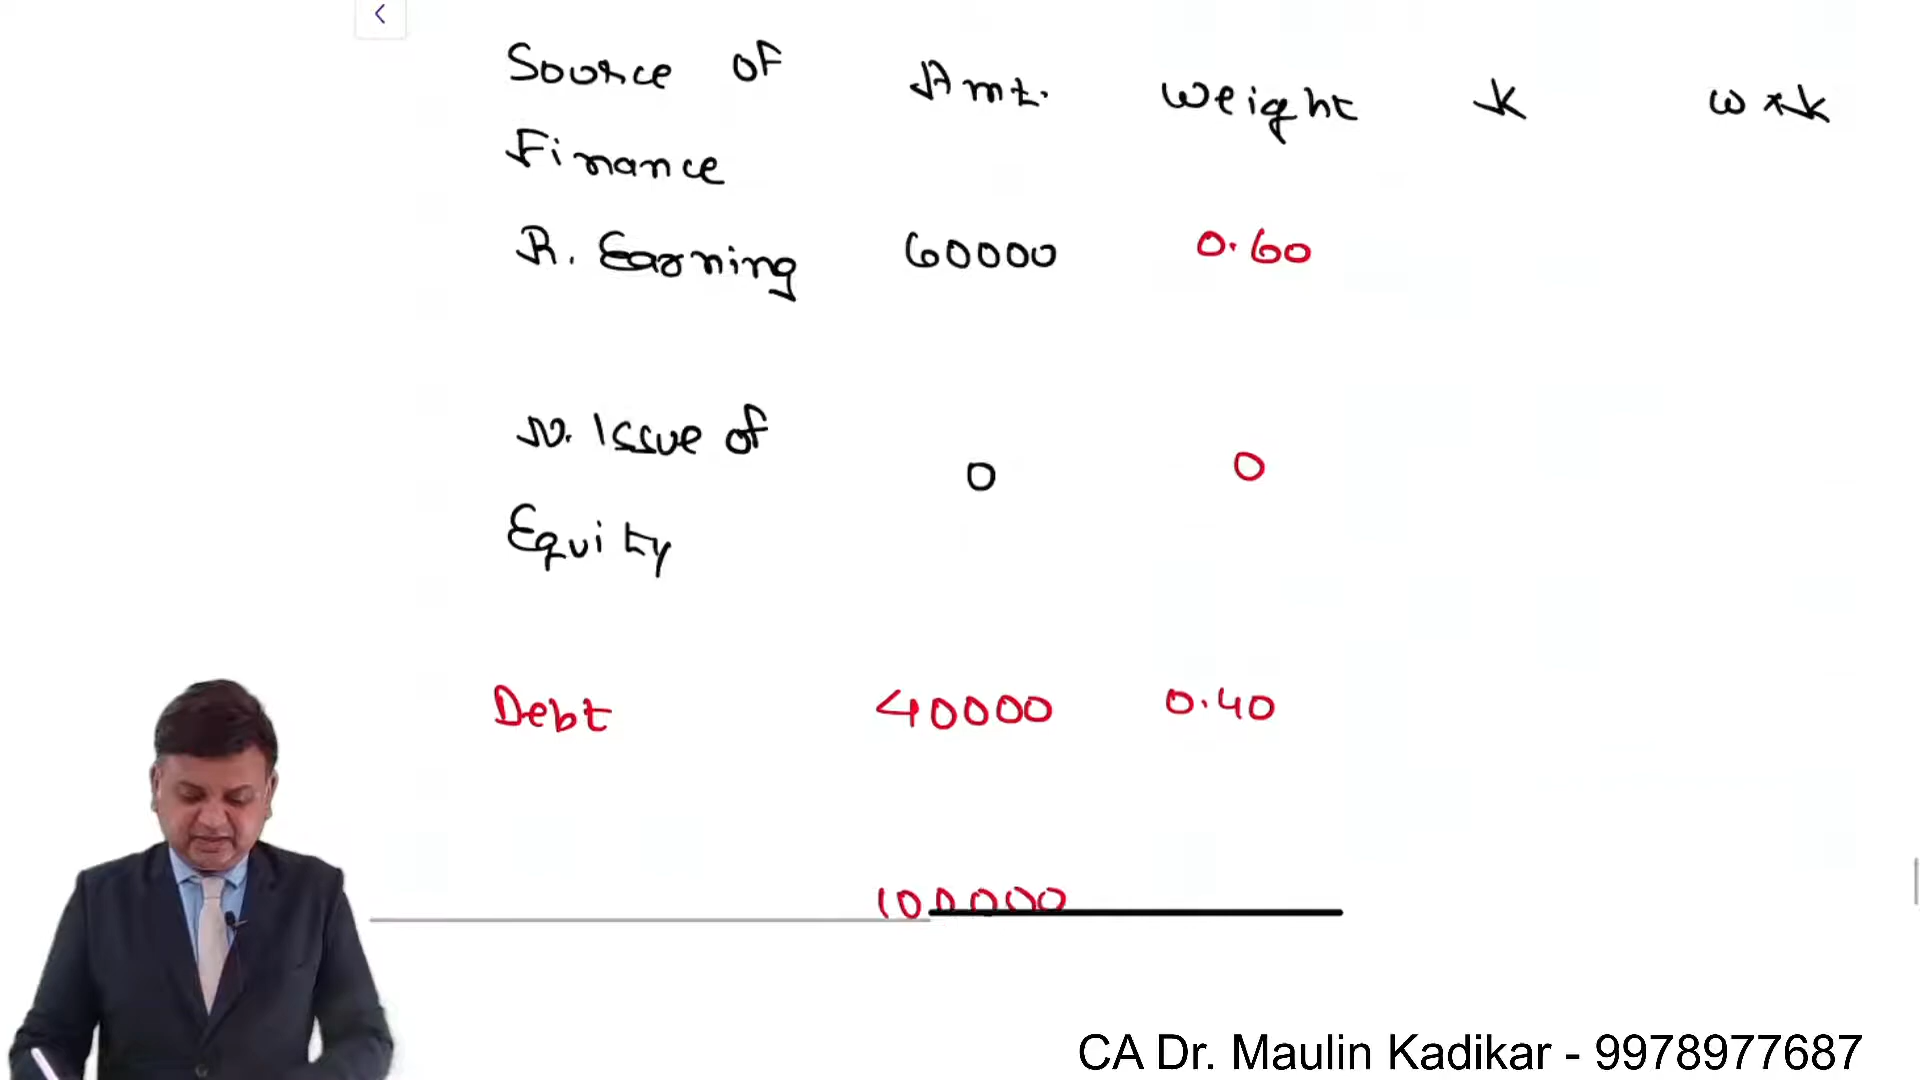 Source of Amt. Weight K W*K
Finance
R. Earning 60000 0.60
N. Issue of
0 0
Equity
Debt 40000 0.40
100000
CA Dr. Maulin Kadikar - 9978977687